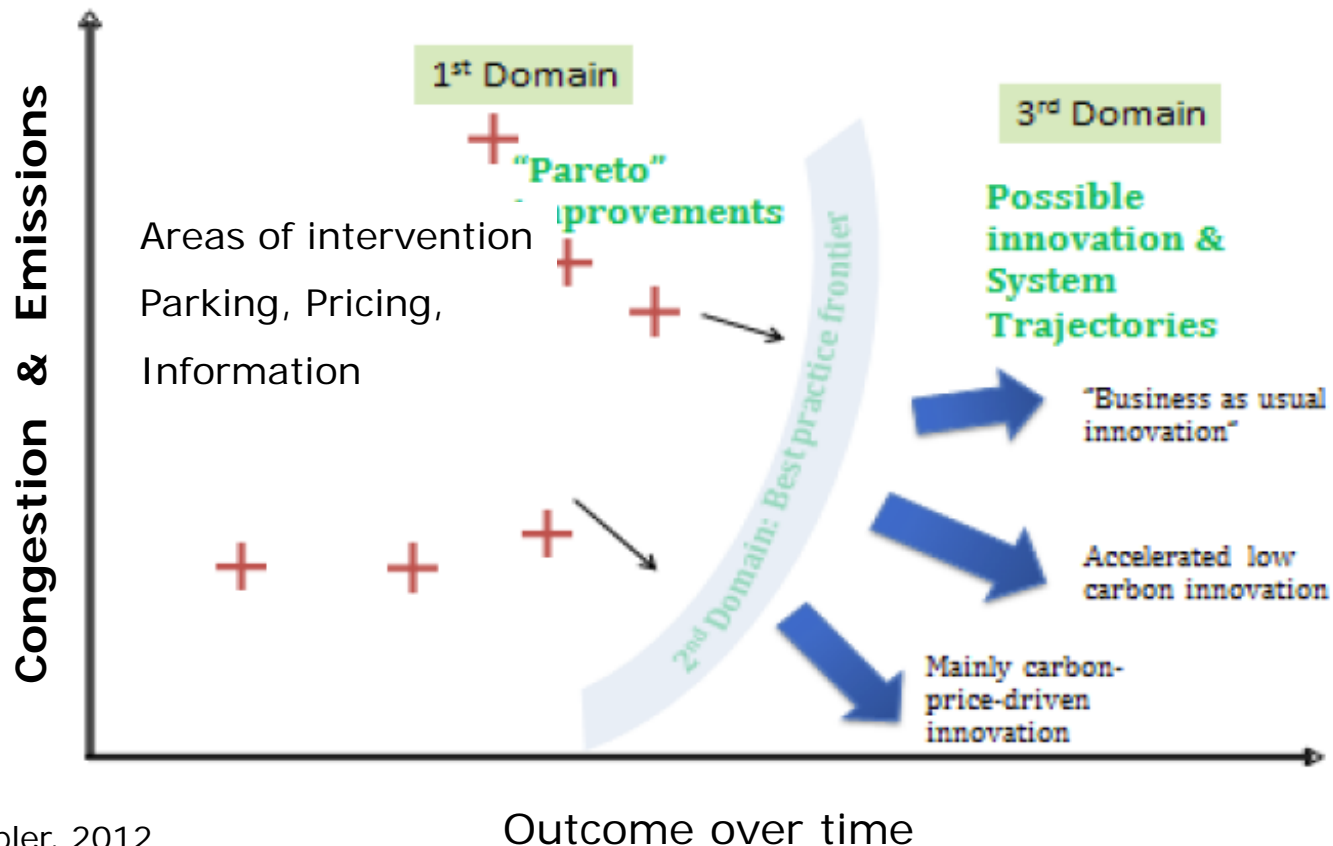 1st Domain
3rd Domain
"Pareto"
provements
Areas of intervention
Parking, Pricing,
Information
Possible
innovation &
System
Trajectories
Congestion & Emissions
2nd Domain: Best practice frontier
"Business as usual
innovation"
Accelerated low
carbon innovation
Mainly carbon-
price-driven
innovation
Outcome over time
2012